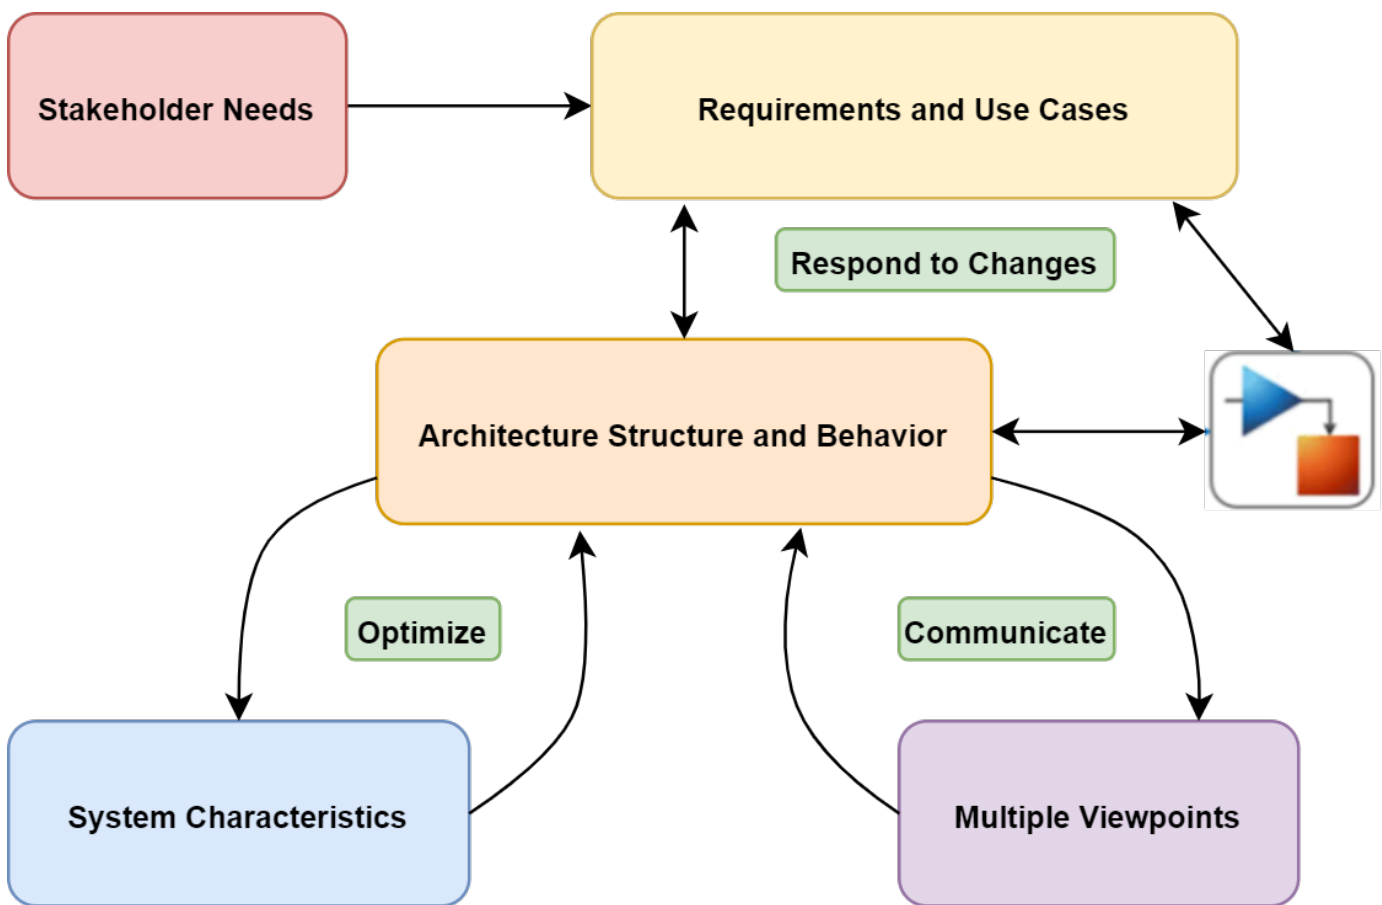 Stakeholder Needs
Requirements and Use Cases
Respond to Changes
Architecture Structure and Behavior
Optimize
Communicate
System Characteristics
Multiple Viewpoints